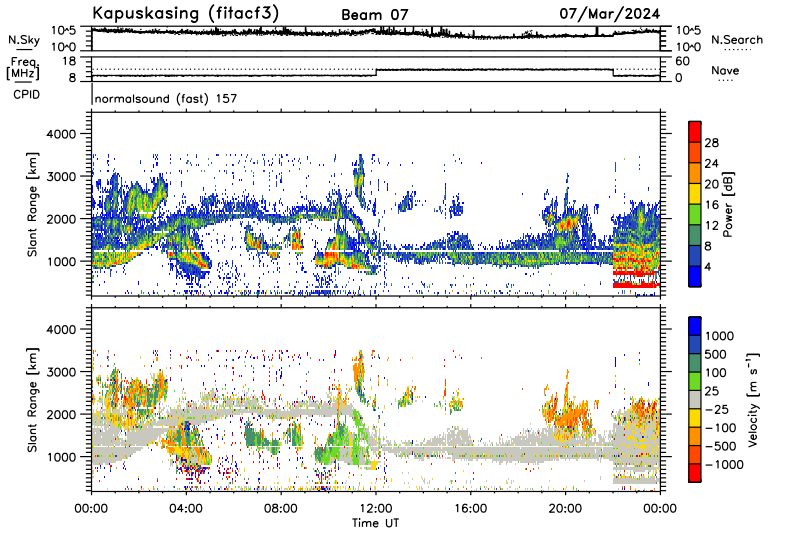 Kapuskasing (fitacf3) Beam 07 07/Mar/2024
N.Sky 10^5 10^0 10^5 10^0 N.Search
Freq. [MHz] 18 8 60 0 Nave
CPID normalsound (fast) 157
Slant Range [km] 4000 3000 2000 1000
Power [dB] 28 24 20 16 12 8 4
Slant Range [km] 4000 3000 2000 1000
Velocity [m s⁻¹] 1000 500 100 25 −25 −100 −500 −1000
00:00 04:00 08:00 12:00 16:00 20:00 00:00
Time UT